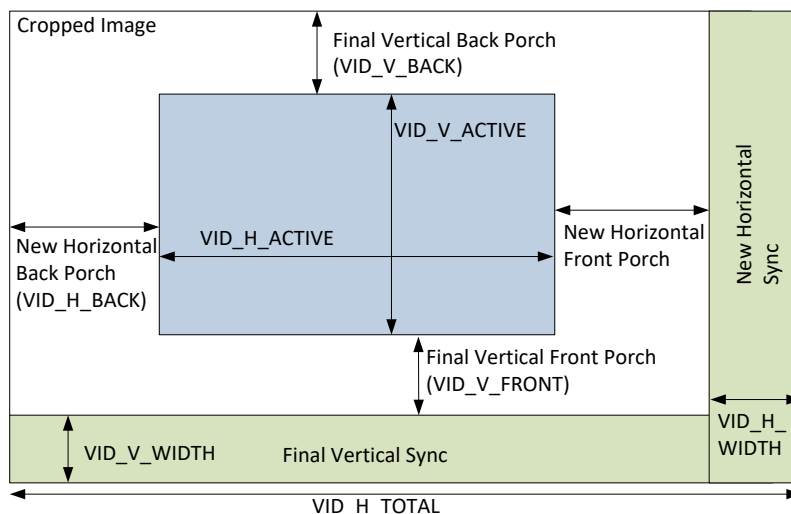 Cropped Image
Final Vertical Back Porch
(VID_V_BACK)
VID_V_ACTIVE
VID_H_ACTIVE
New Horizontal
Back Porch
(VID_H_BACK)
New Horizontal
Front Porch
New Horizontal
Sync
Final Vertical Front Porch
(VID_V_FRONT)
VID_H_
WIDTH
VID_V_WIDTH
Final Vertical Sync
VID_H_TOTAL